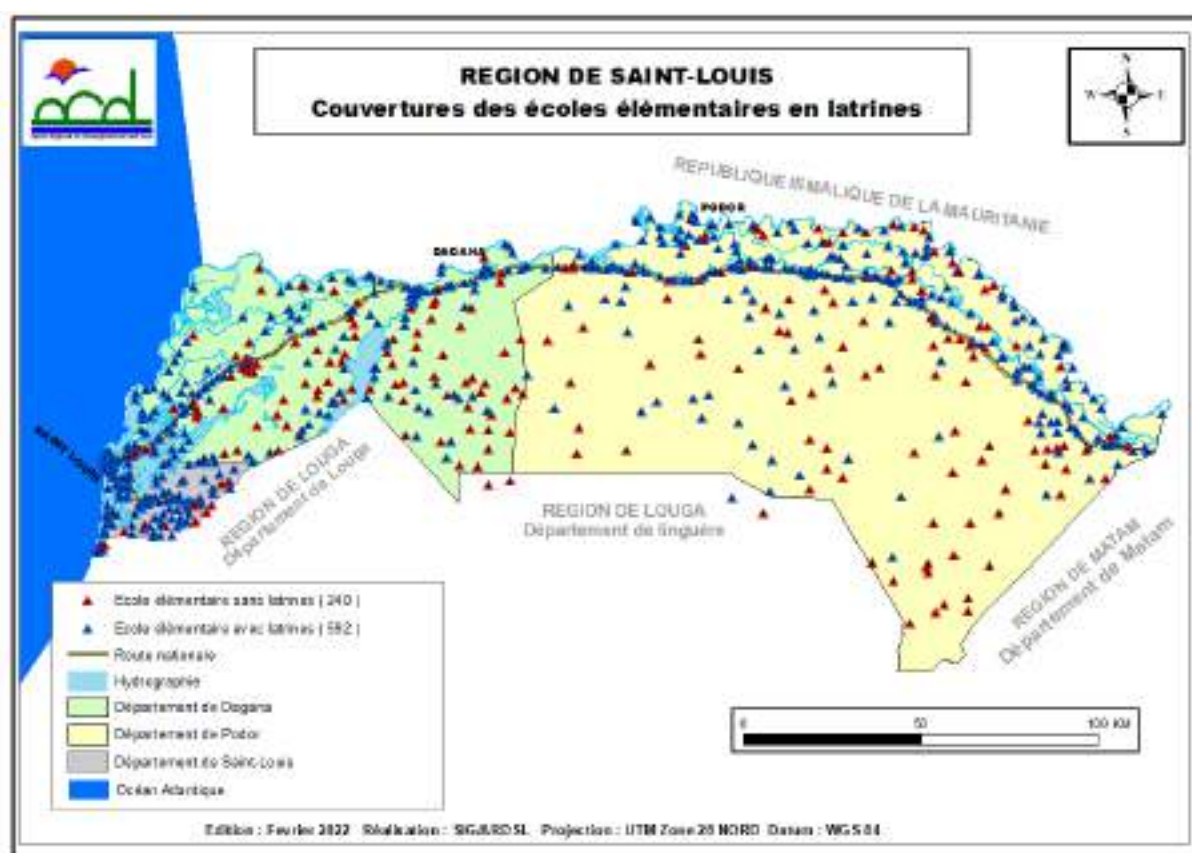 REGION DE SAINT-LOUIS
Couvertures des écoles élémentaires en latrines
N
W
E
S
acd
REPUBLIQUE ISMALIQUE DE LA MAURITANIE
PODOR
DAGANA
SAINT LOUIS
REGION DE LOUGA
Département de Louga
REGION DE LOUGA
Département de linguère
REGION DE MATAM
Département de Matam
Ecole élémentaire sans latrines ( 240 )
Ecole élémentaire avec latrines ( 592 )
Route nationale
Hydrographie
Département de Dagana
Département de Podor
Département de Saint-Louis
Océan Atlantique
0 50 100 KM
Edition : Fevrier 2022 Réalisation : SIG/ARDSL Projection : UTM Zone 28 NORD Datum : WGS 84